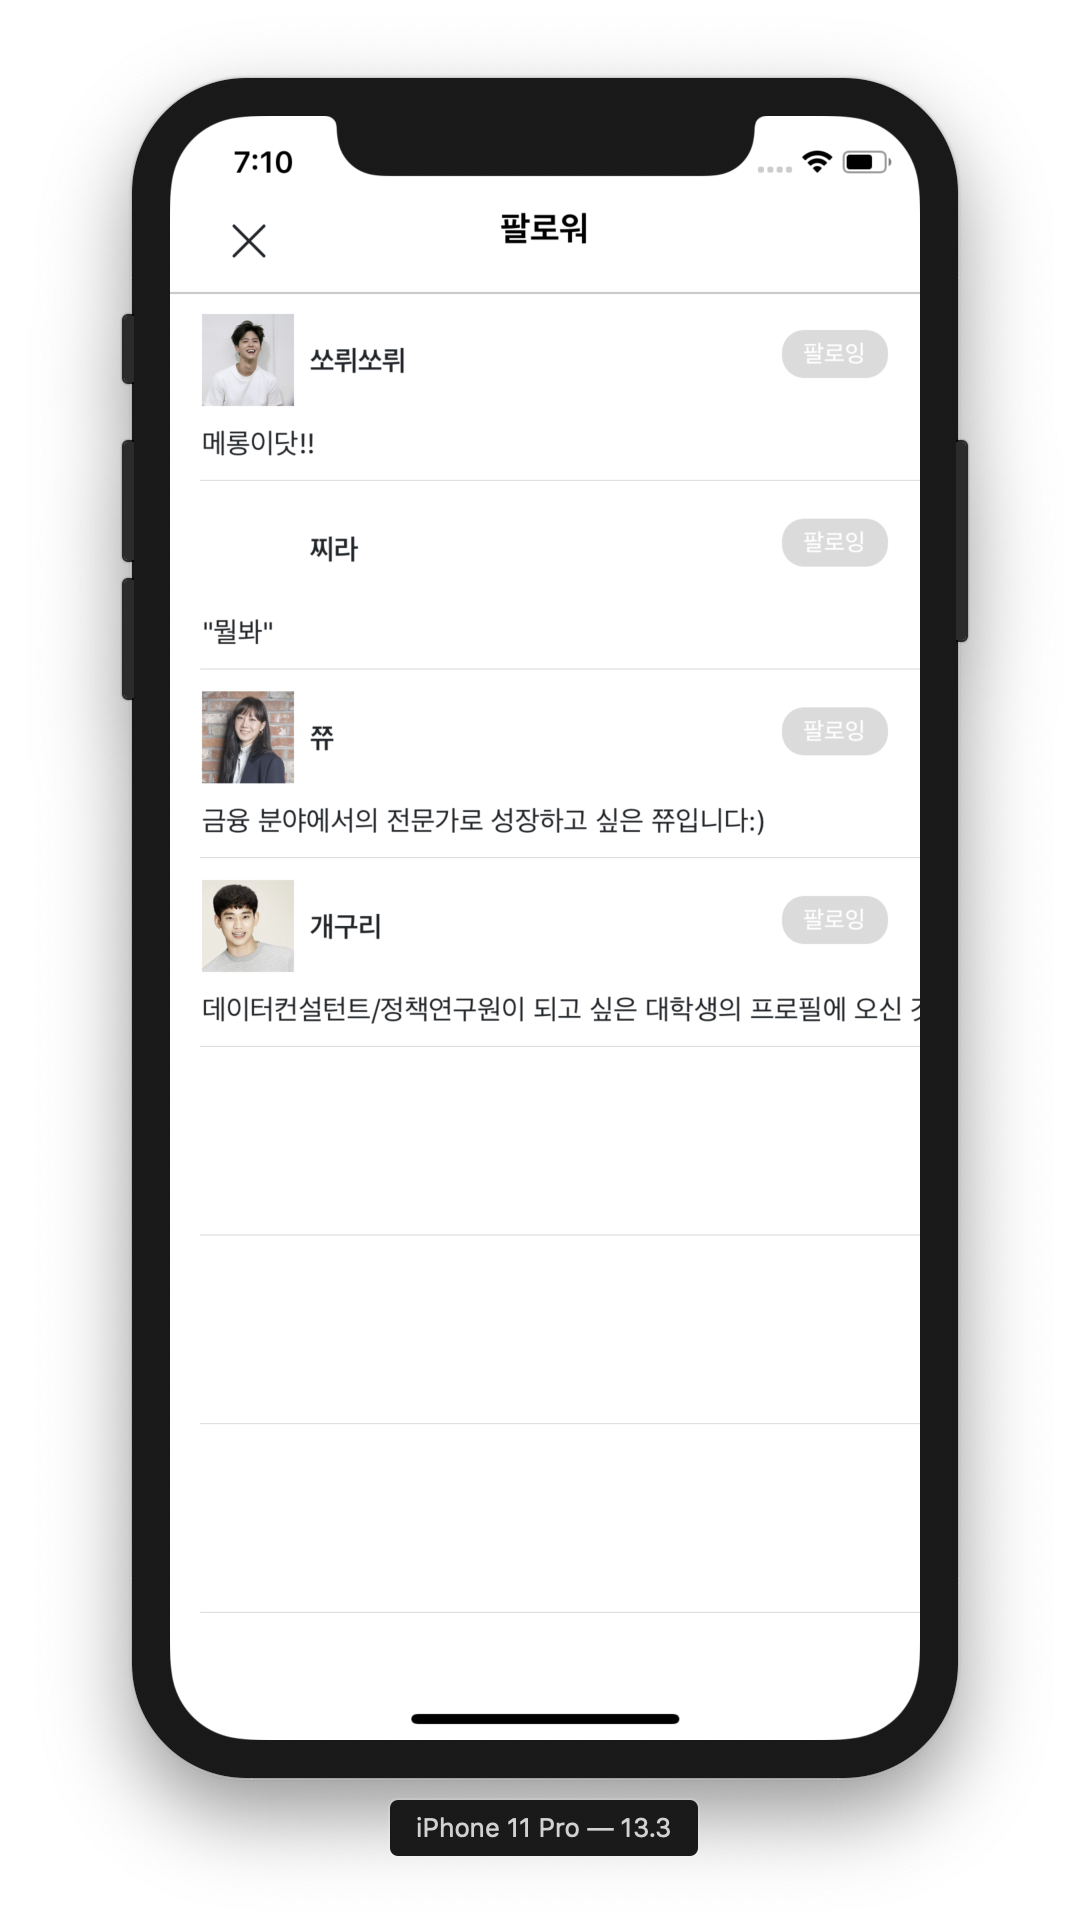 7:10
팔로워
쏘뤼쏘뤼
팔로잉
메롱이닷!!
찌라
팔로잉
"뭘봐"
쮸
팔로잉
금융 분야에서의 전문가로 성장하고 싶은 쮸입니다:)
개구리
팔로잉
데이터컨설턴트/정책연구원이 되고 싶은 대학생의 프로필에 오신
iPhone 11 Pro — 13.3